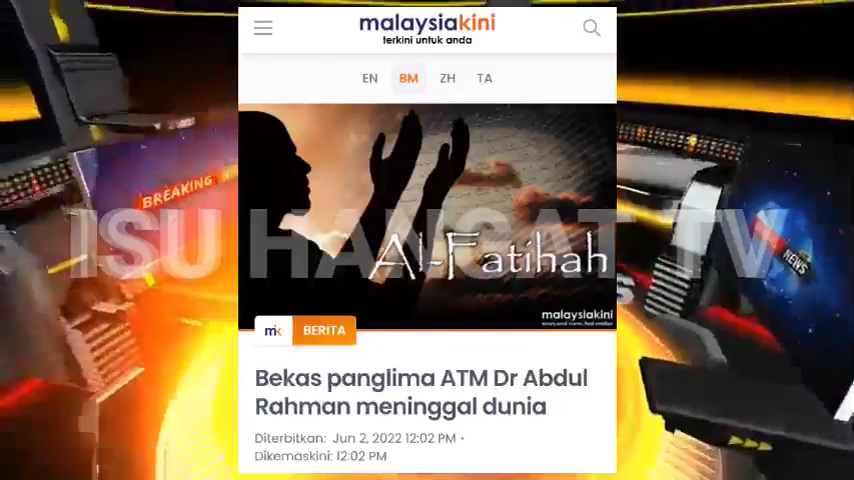 malaysiakini
terkini untuk anda
EN BM ZH TA
BREAKING
ISU HANGAT TV
NEWS
Al-Fatihah
malaysiakini
mk BERITA
Bekas panglima ATM Dr Abdul
Rahman meninggal dunia
Diterbitkan: Jun 2, 2022 12:02 PM •
Dikemaskini: 12:02 PM